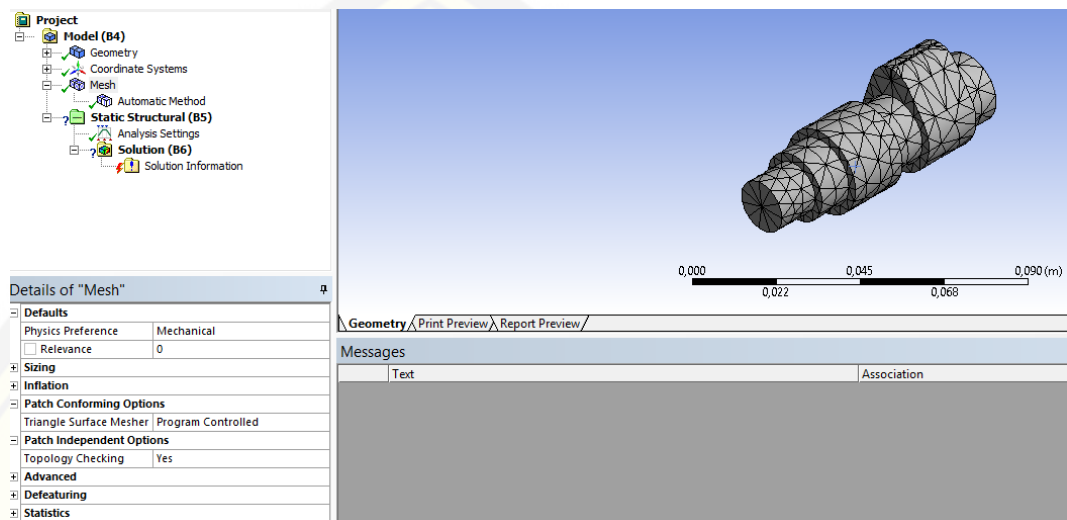 Project
Model (B4)
Geometry
Coordinate Systems
Mesh
Automatic Method
Static Structural (B5)
Analysis Settings
Solution (B6)
Solution Information
Details of "Mesh"
Defaults
Physics Preference Mechanical
Relevance 0
Sizing
Inflation
Patch Conforming Options
Triangle Surface Mesher Program Controlled
Patch Independent Options
Topology Checking Yes
Advanced
Defeaturing
Statistics
0,000 0,045 0,090 (m)
0,022 0,068
Geometry Print Preview Report Preview
Messages
Text Association